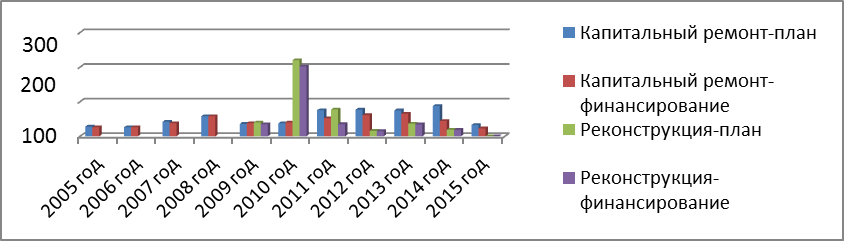 300
200
100
2005 год
2006 год
2007 год
2008 год
2009 год
2010 год
2011 год
2012 год
2013 год
2014 год
2015 год
Капитальный ремонт-план
Капитальный ремонт-
финансирование
Реконструкция-план
Реконструкция-
финансирование